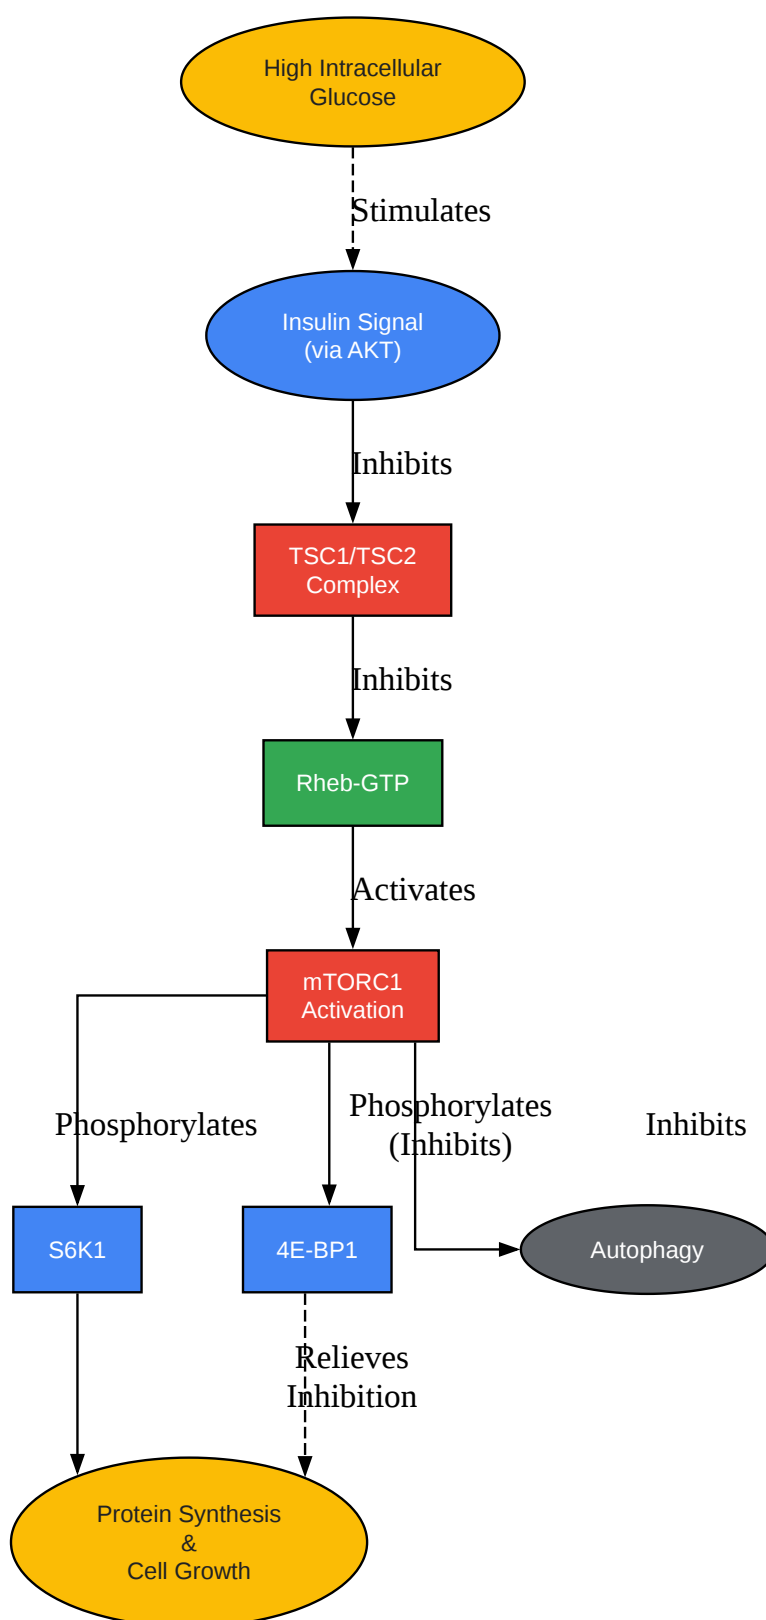 High Intracellular
Glucose
Stimulates
Insulin Signal
(via AKT)
Inhibits
TSC1/TSC2
Complex
Inhibits
Rheb-GTP
Activates
mTORC1
Activation
Phosphorylates
Phosphorylates
(Inhibits)
Inhibits
S6K1
4E-BP1
Autophagy
Relieves
Inhibition
Protein Synthesis
&
Cell Growth